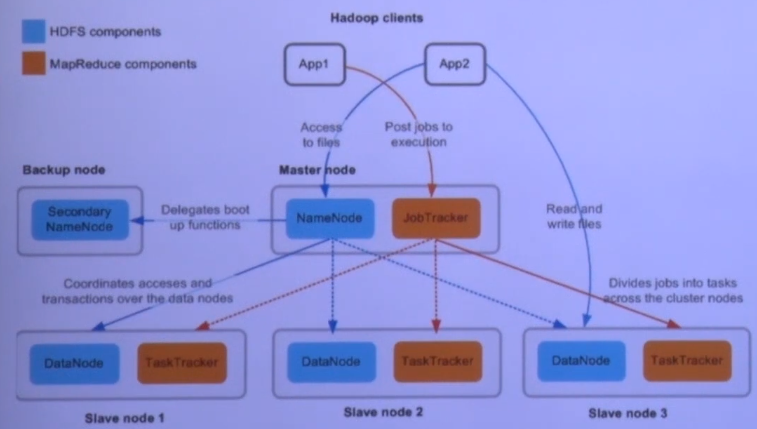 Hadoop clients
HDFS components
MapReduce components
App1
App2
Access
to files
Post jobs to
execution
Backup node
Master node
Secondary
NameNode
Delegates boot
up functions
NameNode
JobTracker
Read and
write files
Coordinates acceses and
transactions over the data nodes
Divides jobs into tasks
across the cluster nodes
DataNode
TaskTracker
DataNode
TaskTracker
DataNode
TaskTracker
Slave node 1
Slave node 2
Slave node 3